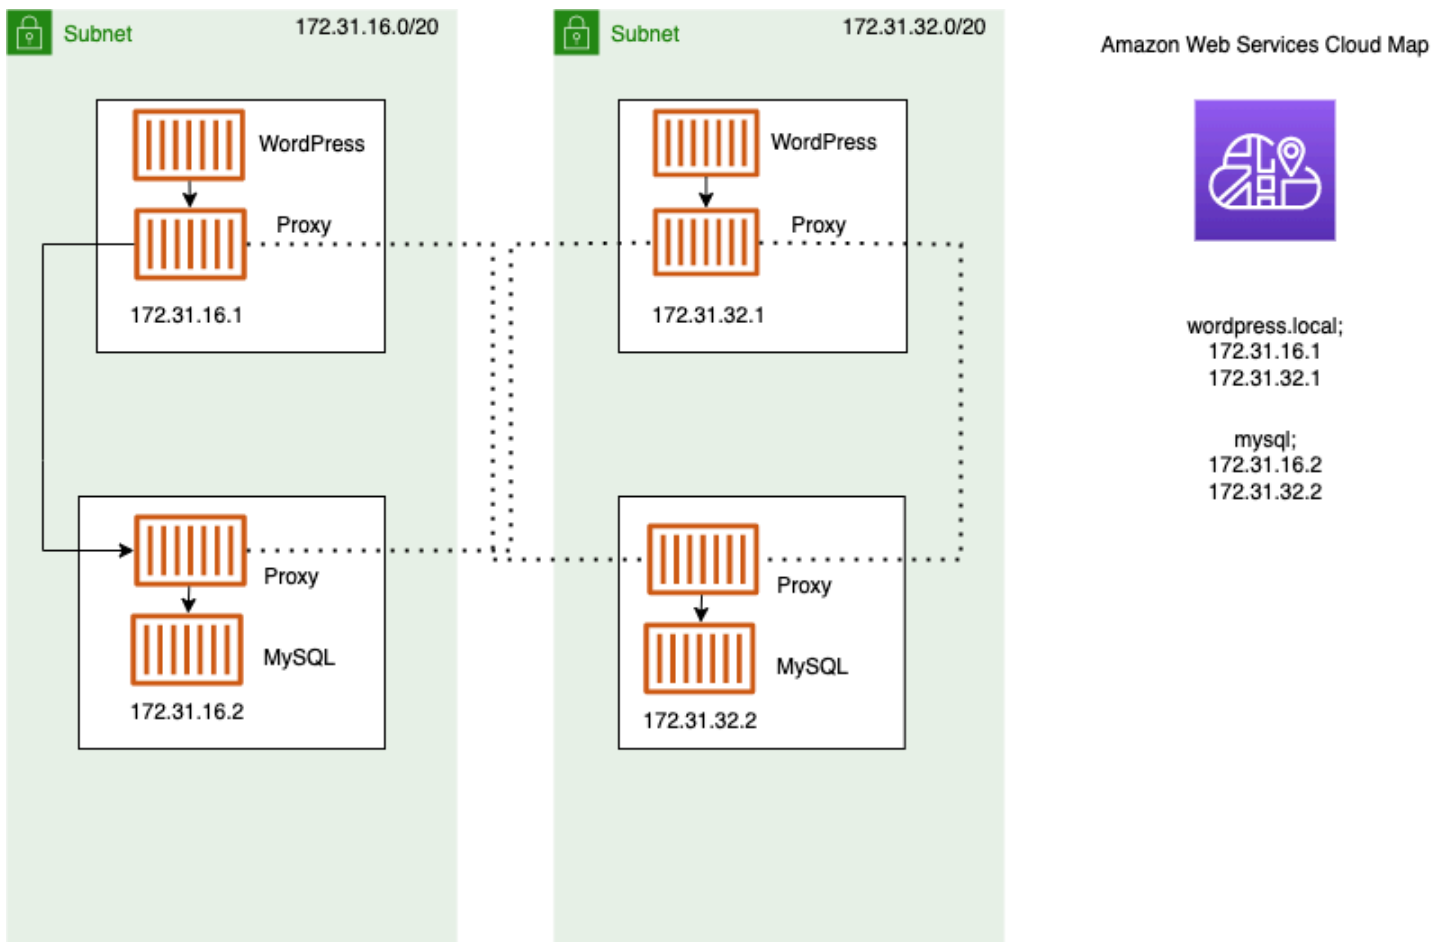 Subnet
172.31.16.0/20
WordPress
Proxy
172.31.16.1
Proxy
MySQL
172.31.16.2
Subnet
172.31.32.0/20
WordPress
Proxy
172.31.32.1
Proxy
MySQL
172.31.32.2
Amazon Web Services Cloud Map
wordpress.local;
172.31.16.1
172.31.32.1
mysql;
172.31.16.2
172.31.32.2